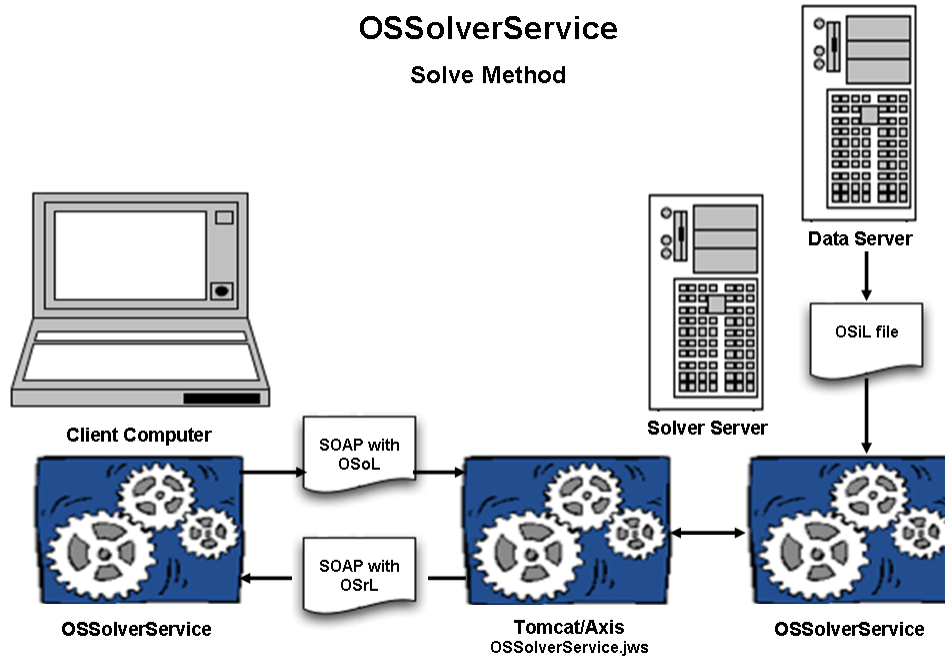 OSSolverService
Solve Method
Data Server
OSiL file
Solver Server
Client Computer
SOAP with
OSoL
SOAP with
OSrL
OSSolverService
Tomcat/Axis
OSSolverService.jws
OSSolverService